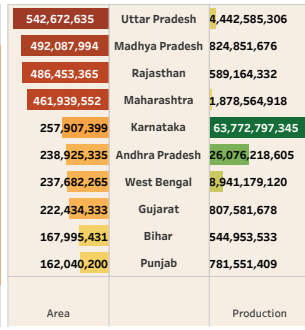 542,672,635 Uttar Pradesh 4,442,585,306
492,087,994 Madhya Pradesh 824,851,676
486,453,365 Rajasthan 589,164,332
461,939,552 Maharashtra 1,878,564,918
257,907,399 Karnataka 63,772,797,345
238,925,335 Andhra Pradesh 26,076,218,605
237,682,265 West Bengal 8,941,179,120
222,434,333 Gujarat 807,581,678
167,995,431 Bihar 544,953,533
162,040,200 Punjab 781,551,409
Area Production